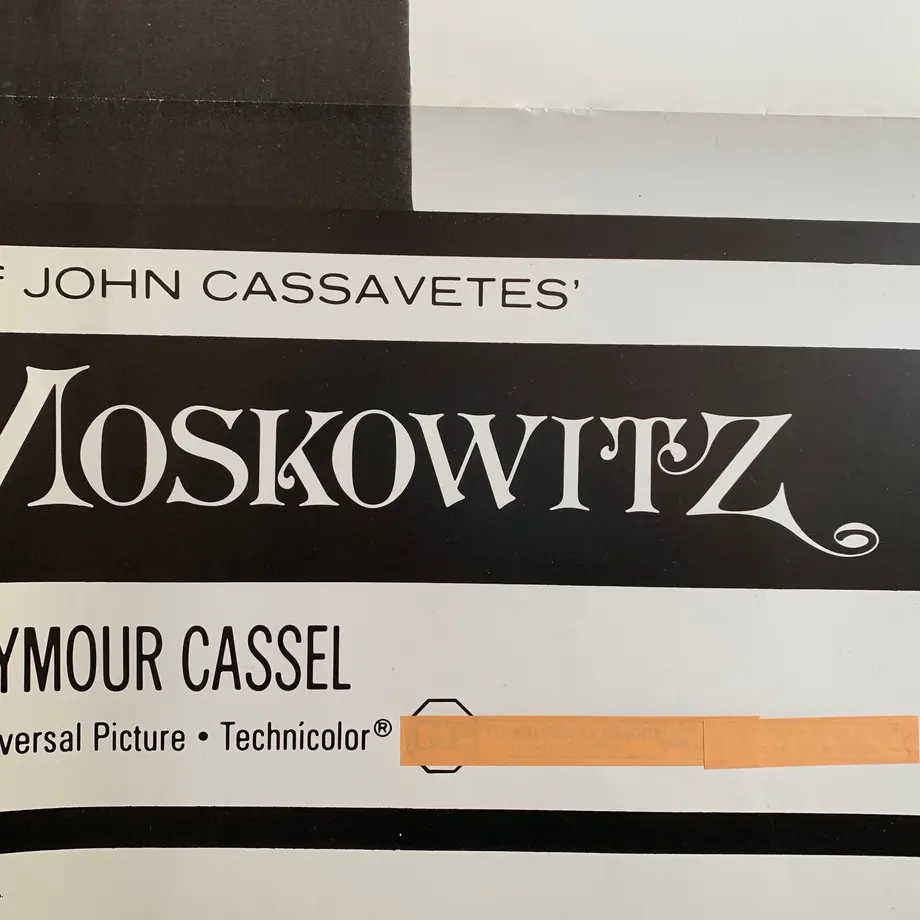 F JOHN CASSAVETES'
MOSKOWITZ
YMOUR CASSEL
versal Picture • Technicolor®